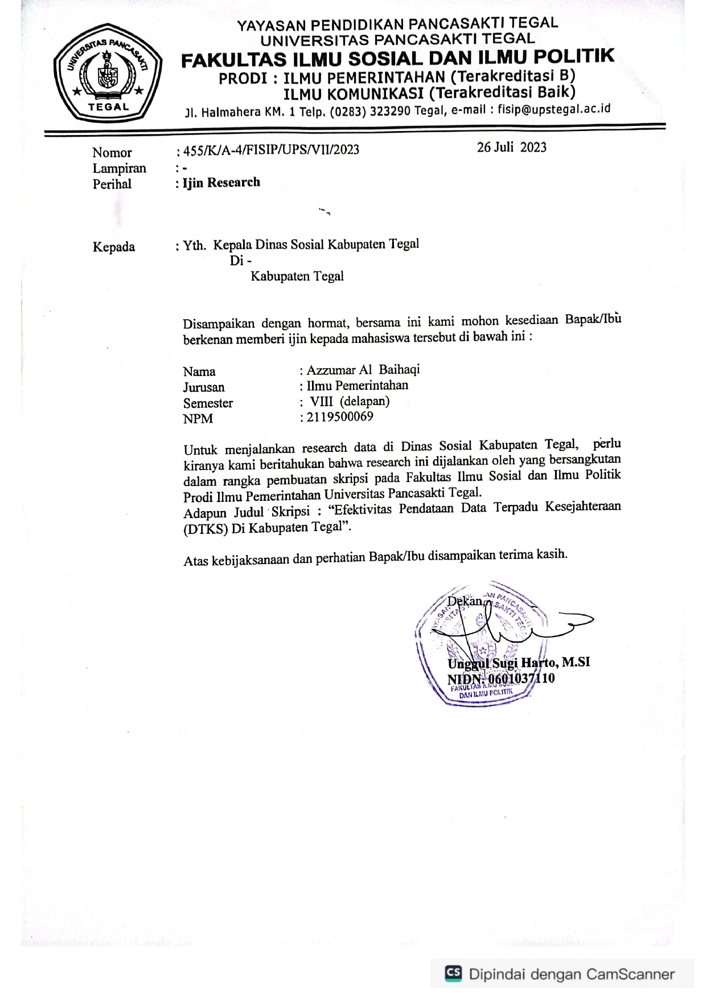 YAYASAN PENDIDIKAN PANCASAKTI TEGAL
UNIVERSITAS PANCASAKTI TEGAL
FAKULTAS ILMU SOSIAL DAN ILMU POLITIK
PRODI : ILMU PEMERINTAHAN (Terakreditasi B)
ILMU KOMUNIKASI (Terakreditasi Baik)
Jl. Halmahera KM. 1 Telp. (0283) 323290 Tegal, e-mail : fisip@upstegal.ac.id
UNIVERSITAS PANCASAKTI
TEGAL
Nomor : 455/K/A-4/FISIP/UPS/VII/2023 26 Juli 2023
Lampiran : -
Perihal : Ijin Research
Kepada : Yth. Kepala Dinas Sosial Kabupaten Tegal
Di -
Kabupaten Tegal
Disampaikan dengan hormat, bersama ini kami mohon kesediaan Bapak/Ibu
berkenan memberi ijin kepada mahasiswa tersebut di bawah ini :
Nama : Azzumar Al Baihaqi
Jurusan : Ilmu Pemerintahan
Semester : VIII (delapan)
NPM : 2119500069
Untuk menjalankan research data di Dinas Sosial Kabupaten Tegal, perlu
kiranya kami beritahukan bahwa research ini dijalankan oleh yang bersangkutan
dalam rangka pembuatan skripsi pada Fakultas Ilmu Sosial dan Ilmu Politik
Prodi Ilmu Pemerintahan Universitas Pancasakti Tegal.
Adapun Judul Skripsi : “Efektivitas Pendataan Data Terpadu Kesejahteraan
(DTKS) Di Kabupaten Tegal”.
Atas kebijaksanaan dan perhatian Bapak/Ibu disampaikan terima kasih.
Dekan,
Unggul Sugi Harto, M.SI
NIDN: 0601037110
FAKULTAS ILMU SOSIAL
DAN ILMU POLITIK
CS Dipindai dengan CamScanner